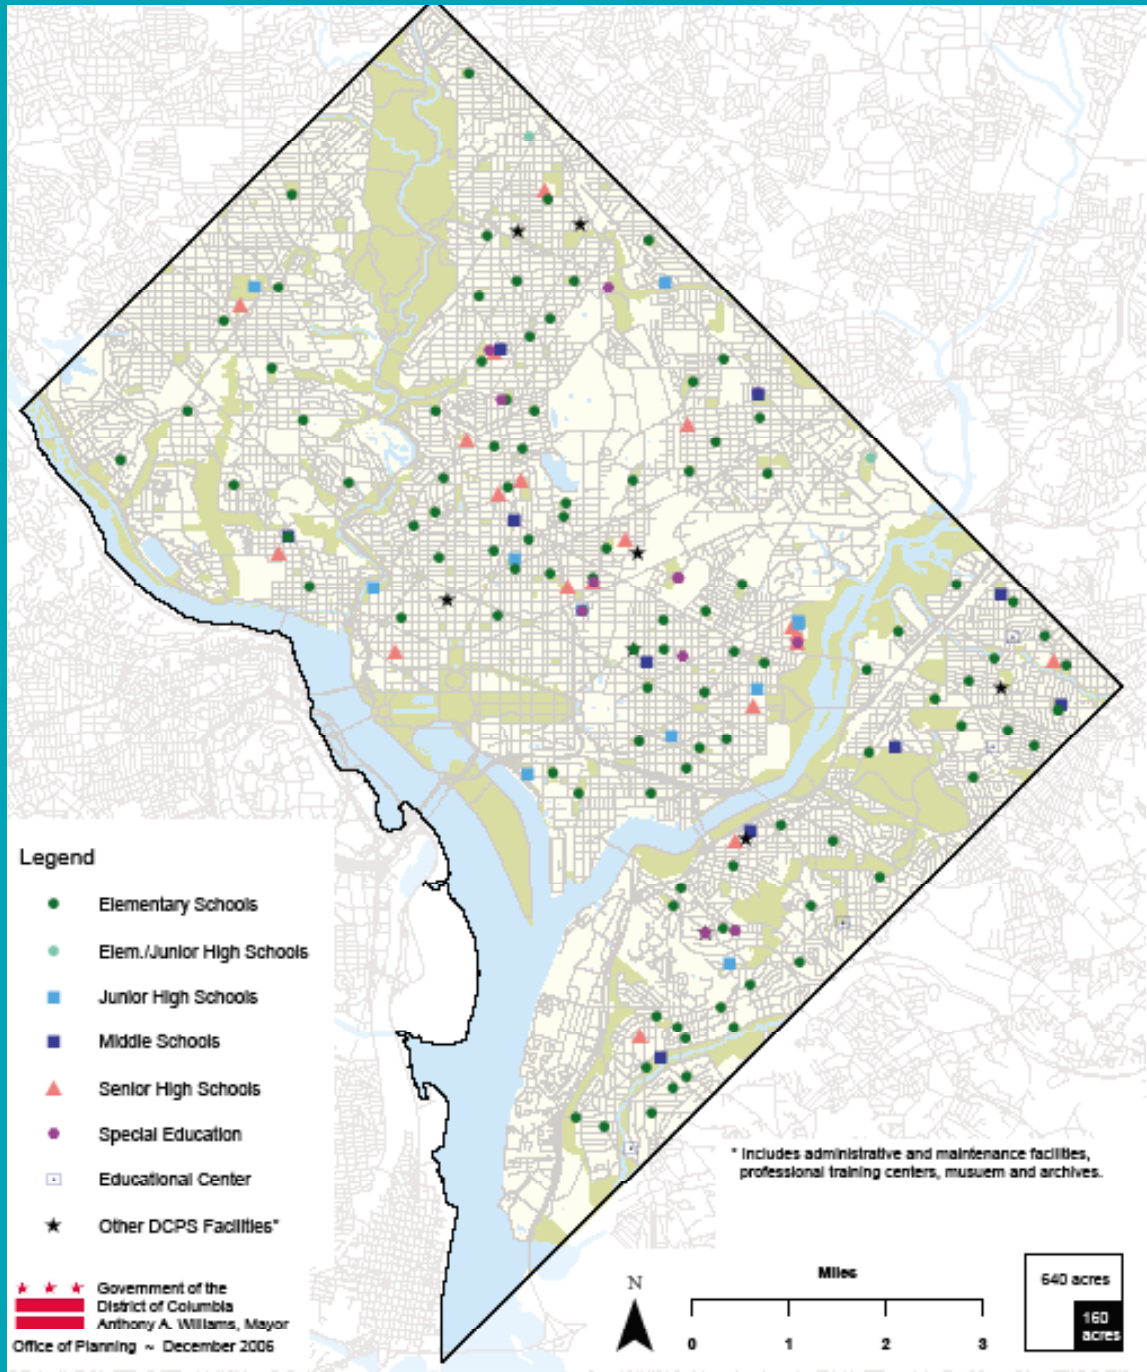 Legend
Elementary Schools
Elem./Junior High Schools
Junior High Schools
Middle Schools
Senior High Schools
Special Education
Educational Center
Other DCPS Facilities*
Government of the
District of Columbia
Anthony A. Williams, Mayor
Office of Planning ~ December 2006
* Includes administrative and maintenance facilities,
professional training centers, musuem and archives.
N
Miles
0 1 2 3
640 acres
160
acres